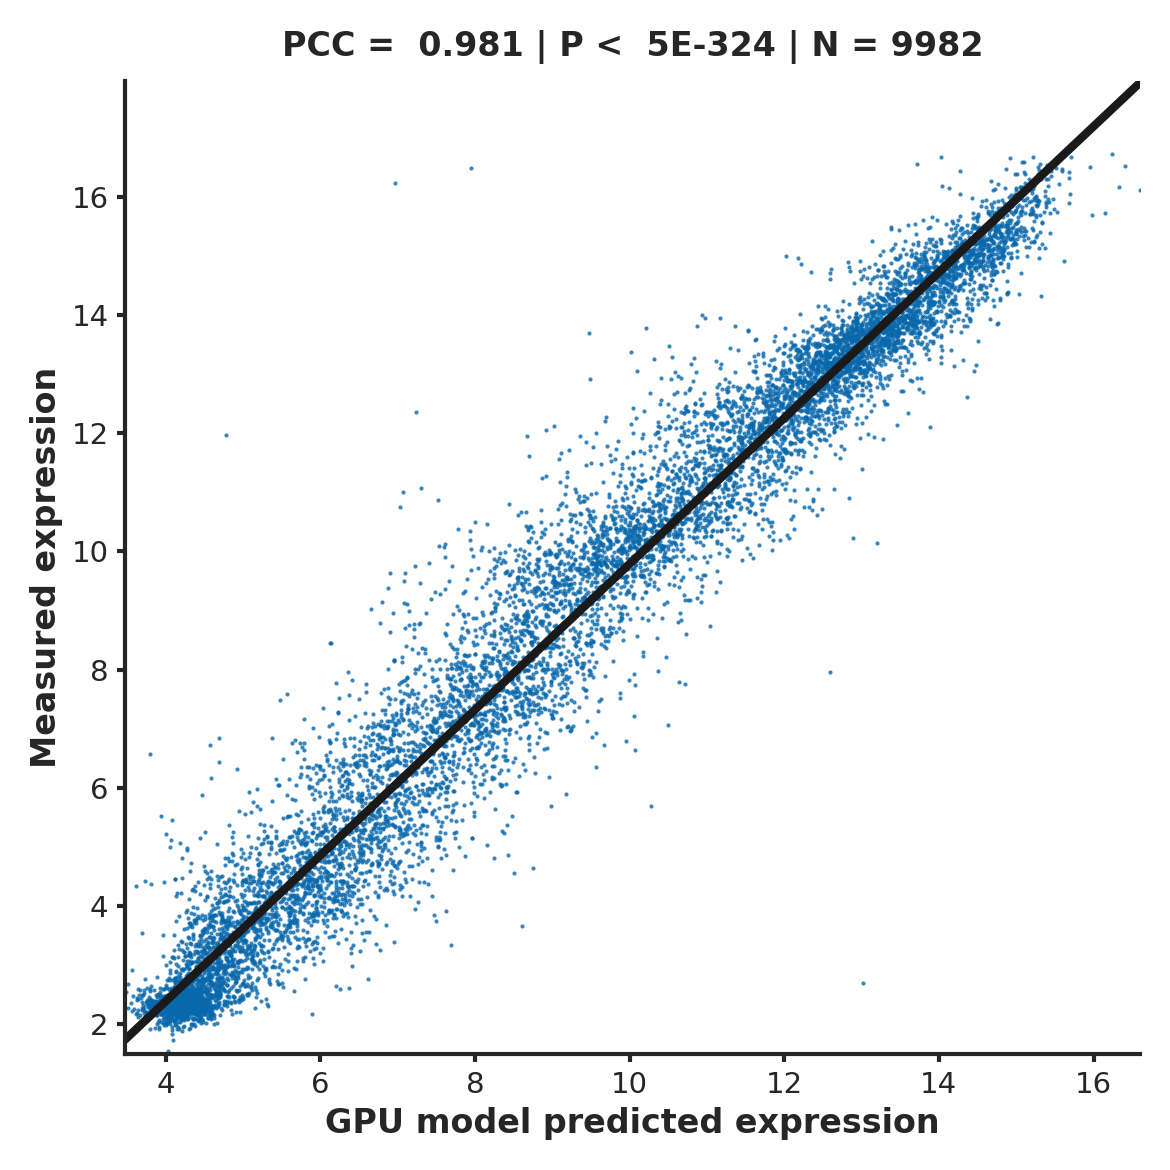 PCC =  0.981 | P <  5E-324 | N = 9982
Measured expression
16
14
12
10
8
6
4
2
4 6 8 10 12 14 16
GPU model predicted expression